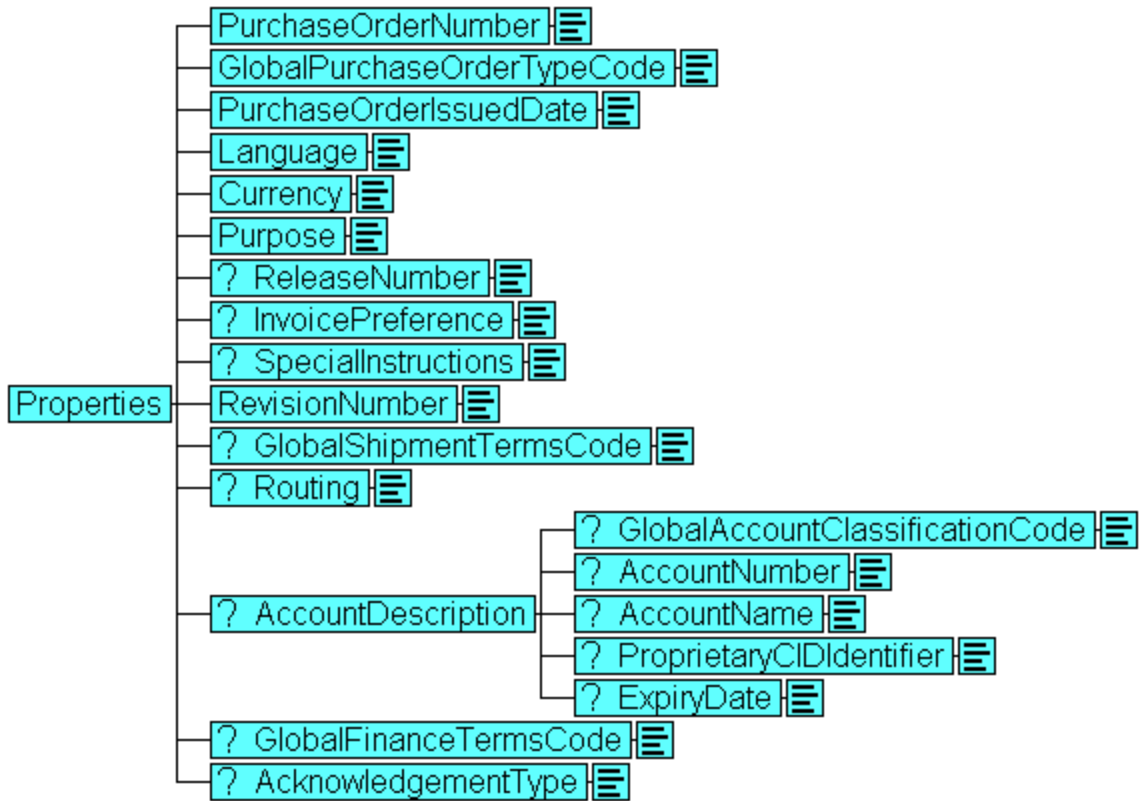 PurchaseOrderNumber
GlobalPurchaseOrderTypeCode
PurchaseOrderIssuedDate
Language
Currency
Purpose
? ReleaseNumber
? InvoicePreference
? SpecialInstructions
Properties
RevisionNumber
? GlobalShipmentTermsCode
? Routing
? GlobalAccountClassificationCode
? AccountNumber
? AccountDescription
? AccountName
? ProprietaryCIDIdentifier
? ExpiryDate
? GlobalFinanceTermsCode
? AcknowledgementType